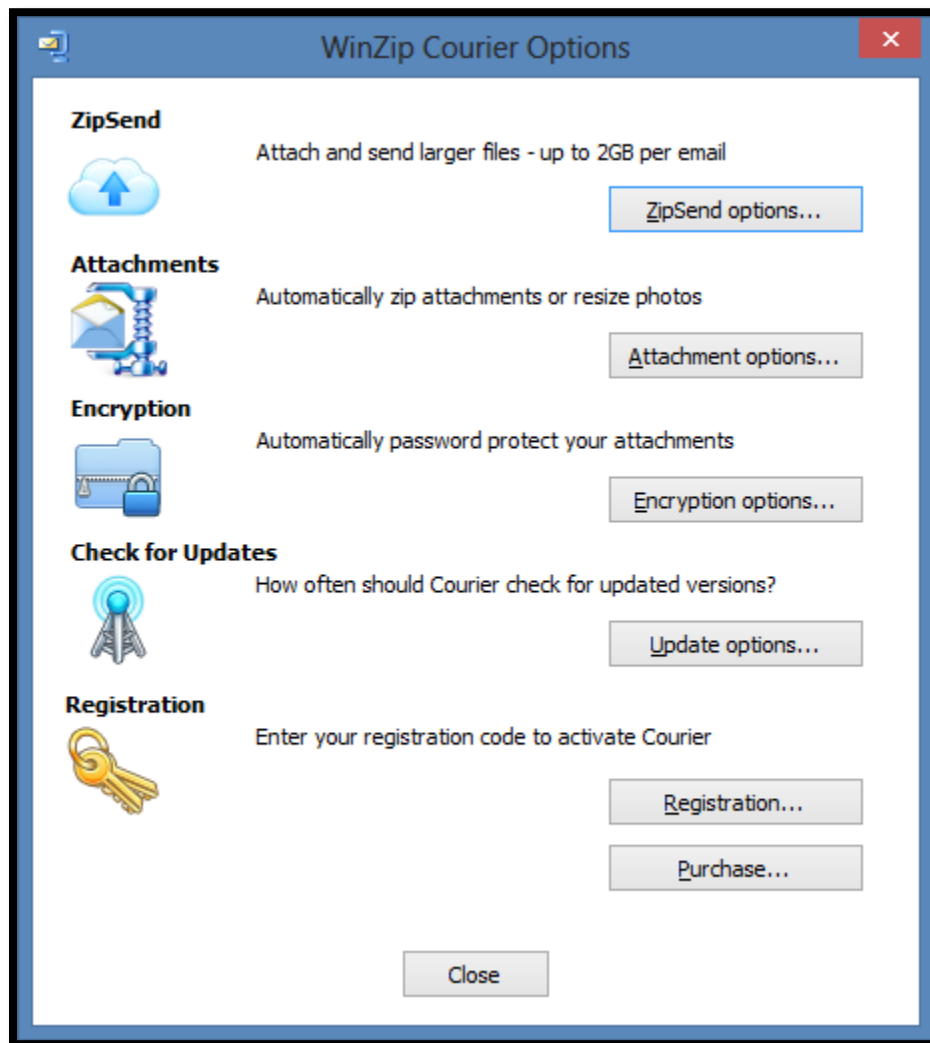 WinZip Courier Options
ZipSend
Attach and send larger files - up to 2GB per email
ZipSend options...
Attachments
Automatically zip attachments or resize photos
Attachment options...
Encryption
Automatically password protect your attachments
Encryption options...
Check for Updates
How often should Courier check for updated versions?
Update options...
Registration
Enter your registration code to activate Courier
Registration...
Purchase...
Close